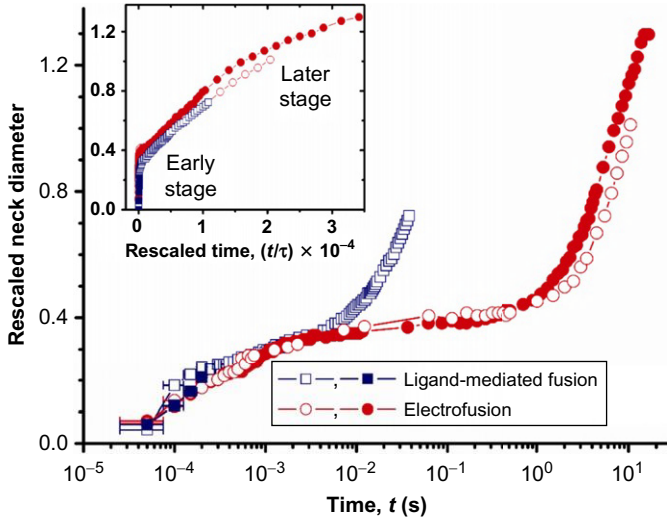 1.2
0.8
0.4
0.0
Rescaled neck diameter
1.2
0.8
0.4
0.0
Later
stage
Early
stage
0 1 2 3
Rescaled time, (t/τ) × 10⁻⁴
, Ligand-mediated fusion
, Electrofusion
10⁻⁵ 10⁻⁴ 10⁻³ 10⁻² 10⁻¹ 10⁰ 10¹
Time, t (s)